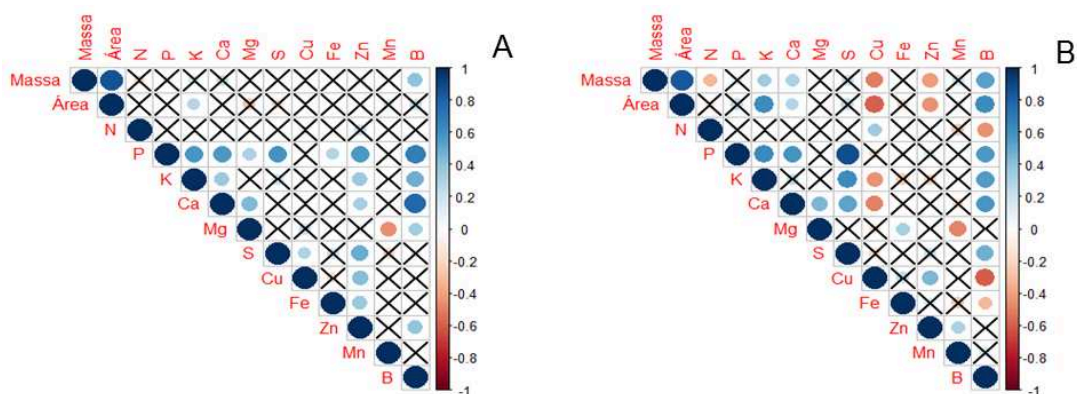 Massa Área N P K Ca Mg S Cu Fe Zn Mn B
A
Massa
Área
N
P
K
Ca
Mg
S
Cu
Fe
Zn
Mn
B
1
0.8
0.6
0.4
0.2
0
-0.2
-0.4
-0.6
-0.8
-1
Massa Área N P K Ca Mg S Cu Fe Zn Mn B
B
Massa
Área
N
P
K
Ca
Mg
S
Cu
Fe
Zn
Mn
B
1
0.8
0.6
0.4
0.2
0
-0.2
-0.4
-0.6
-0.8
-1